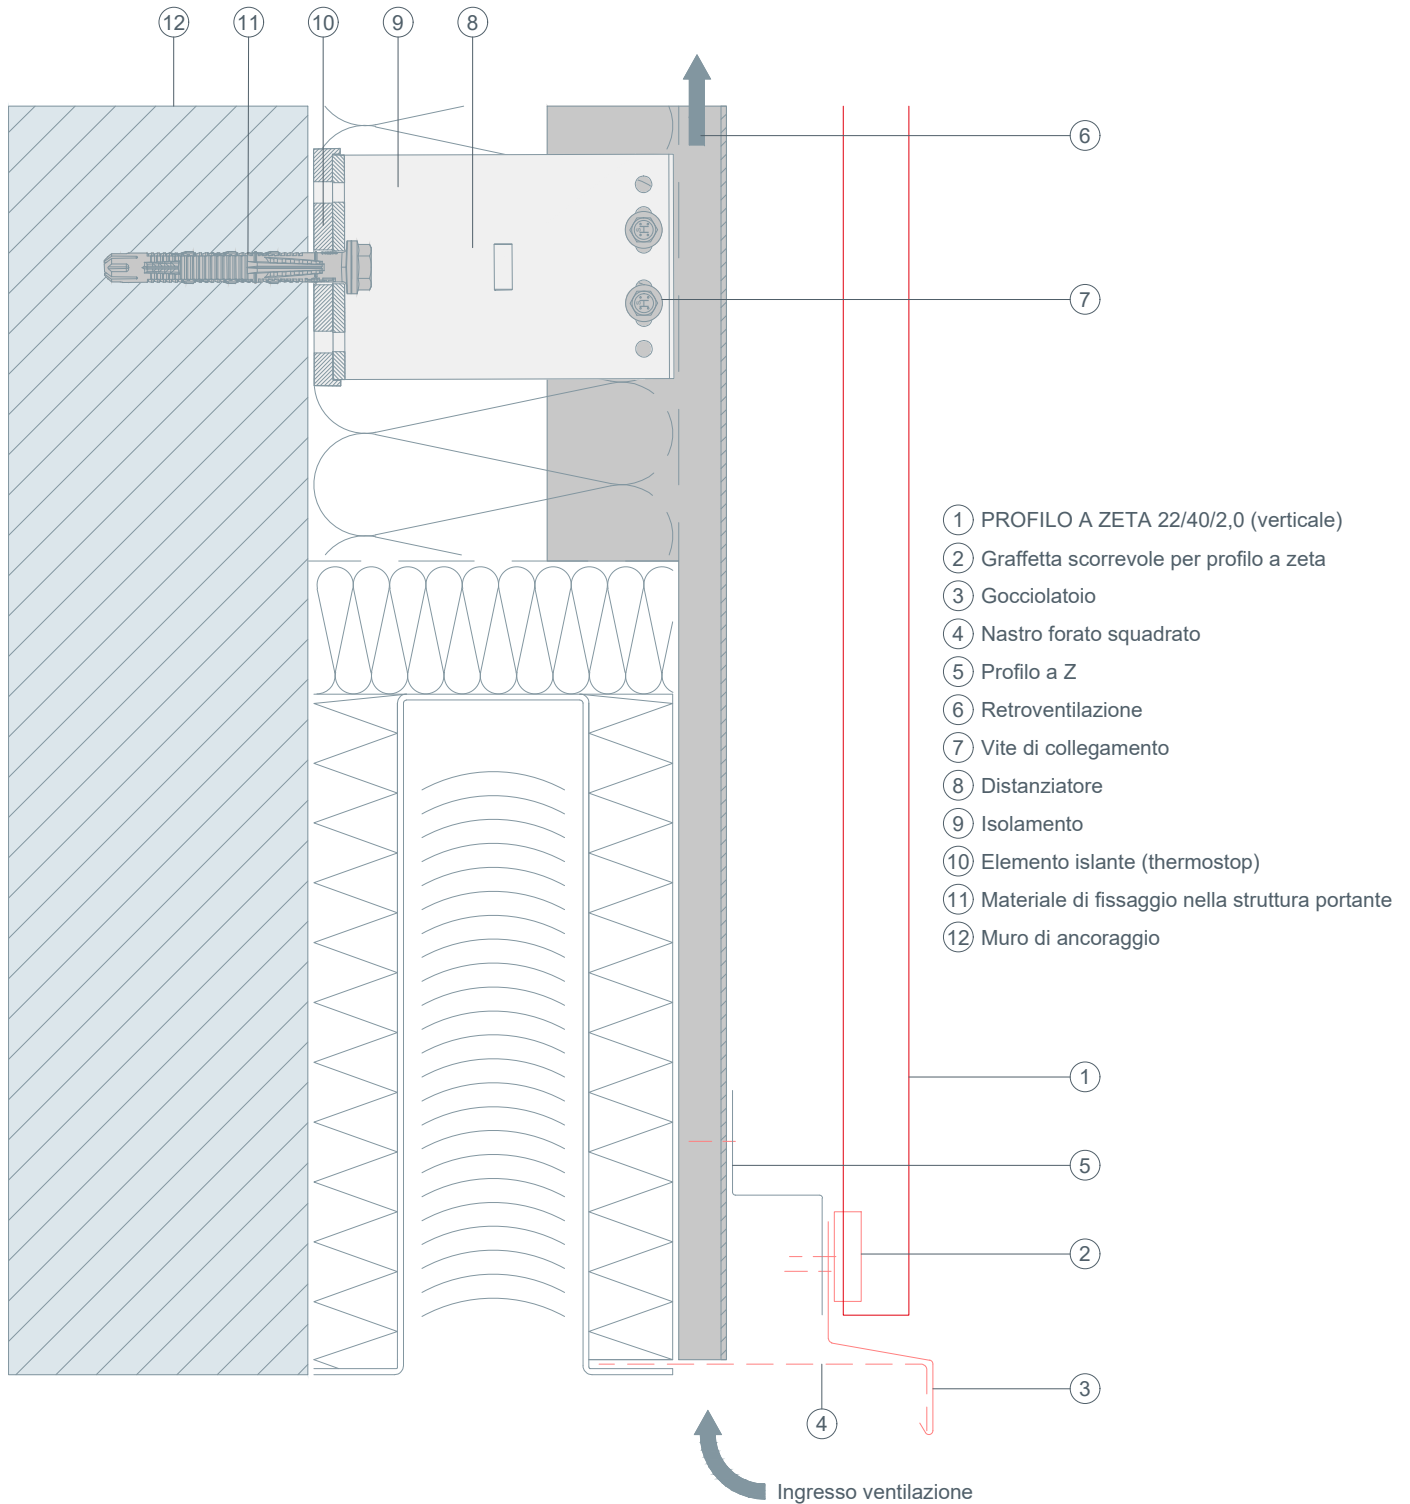 12 11 10 9 8
6
7
1 PROFILO A ZETA 22/40/2,0 (verticale)
2 Graffetta scorrevole per profilo a zeta
3 Gocciolatoio
4 Nastro forato squadrato
5 Profilo a Z
6 Retroventilazione
7 Vite di collegamento
8 Distanziatore
9 Isolamento
10 Elemento islante (thermostop)
11 Materiale di fissaggio nella struttura portante
12 Muro di ancoraggio
1
5
2
3
4
Ingresso ventilazione